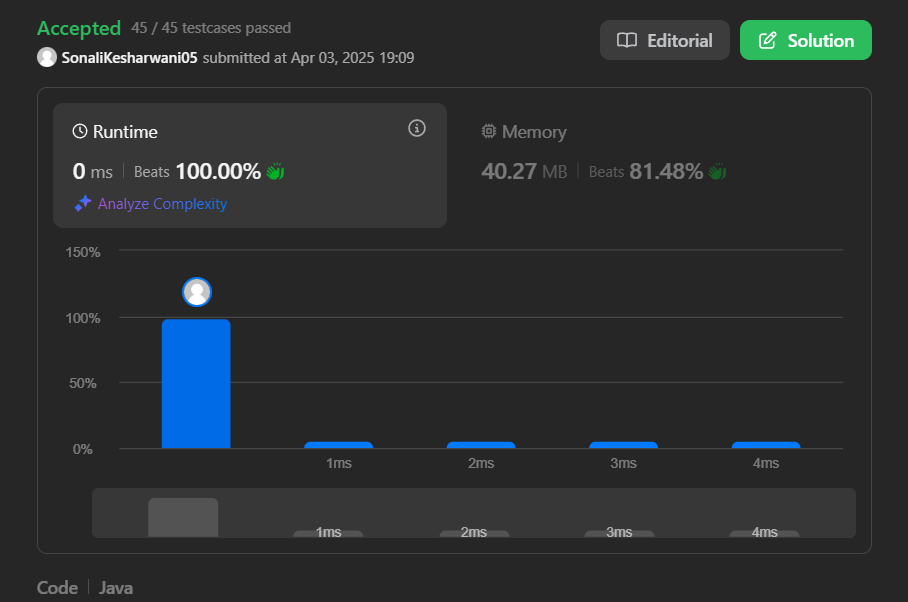 Accepted 45 / 45 testcases passed
SonaliKesharwani05 submitted at Apr 03, 2025 19:09
Editorial
Solution
Runtime
0 ms | Beats 100.00%
Analyze Complexity
Memory
40.27 MB | Beats 81.48%
150%
100%
50%
0%
1ms 2ms 3ms 4ms
1ms 2ms 3ms 4ms
Code | Java